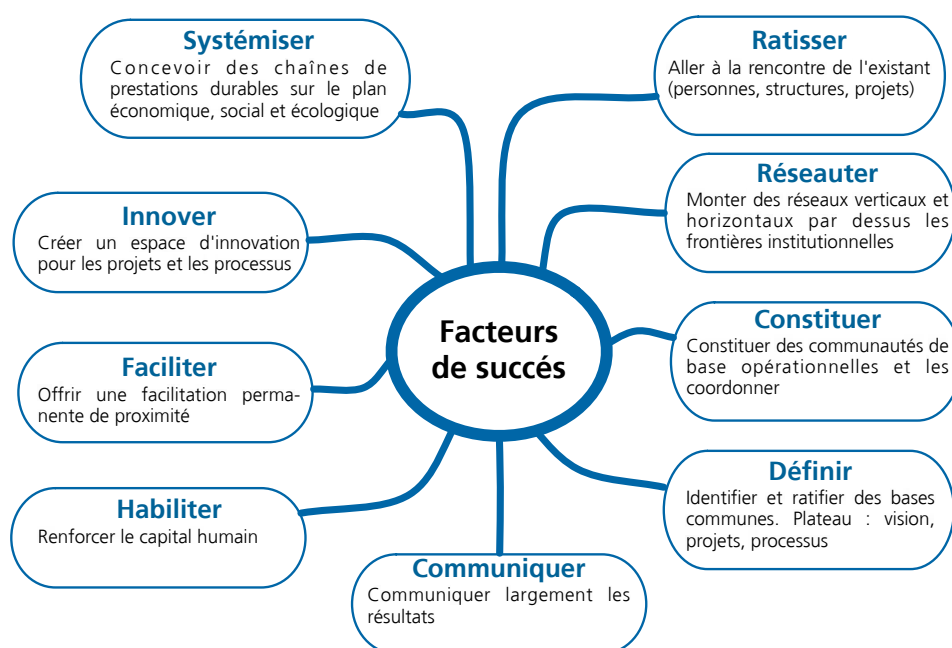 Systémiser
Concevoir des chaînes de
prestations durables sur le plan
économique, social et écologique
Ratisser
Aller à la rencontre de l'existant
(personnes, structures, projets)
Réseauter
Monter des réseaux verticaux et
horizontaux par dessus les
frontières institutionnelles
Innover
Créer un espace d'innovation
pour les projets et les processus
Facteurs
de succés
Constituer
Constituer des communautés de
base opérationnelles et les
coordonner
Faciliter
Offrir une facilitation perma-
nente de proximité
Définir
Identifier et ratifier des bases
communes. Plateau : vision,
projets, processus
Habiliter
Renforcer le capital humain
Communiquer
Communiquer largement les
résultats